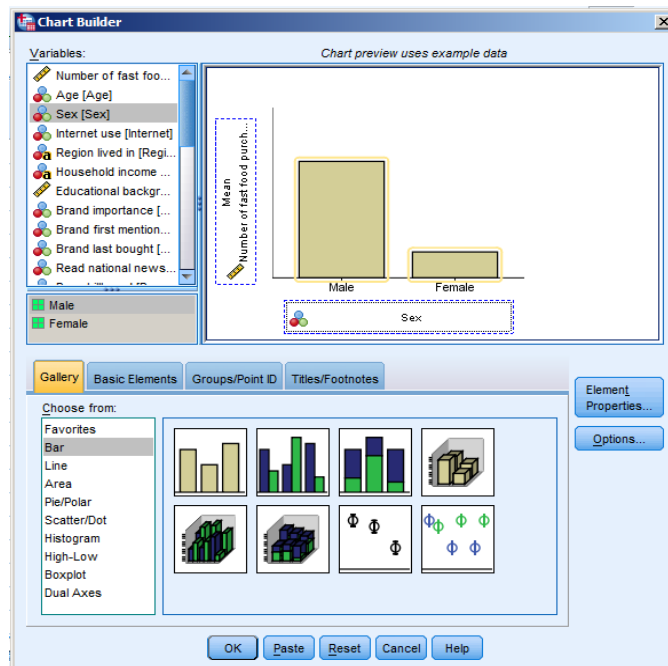 Chart Builder
Variables:
Chart preview uses example data
Number of fast foo...
Age [Age]
Sex [Sex]
Internet use [Internet]
Region lived in [Regi...
Household income ...
Educational backgr...
Brand importance [...
Brand first mention...
Brand last bought [...
Read national news...
Male
Female
Mean
Number of fast food purch...
Male Female
Sex
Gallery Basic Elements Groups/Point ID Titles/Footnotes
Choose from:
Favorites
Bar
Line
Area
Pie/Polar
Scatter/Dot
Histogram
High-Low
Boxplot
Dual Axes
Element
Properties...
Options...
OK Paste Reset Cancel Help